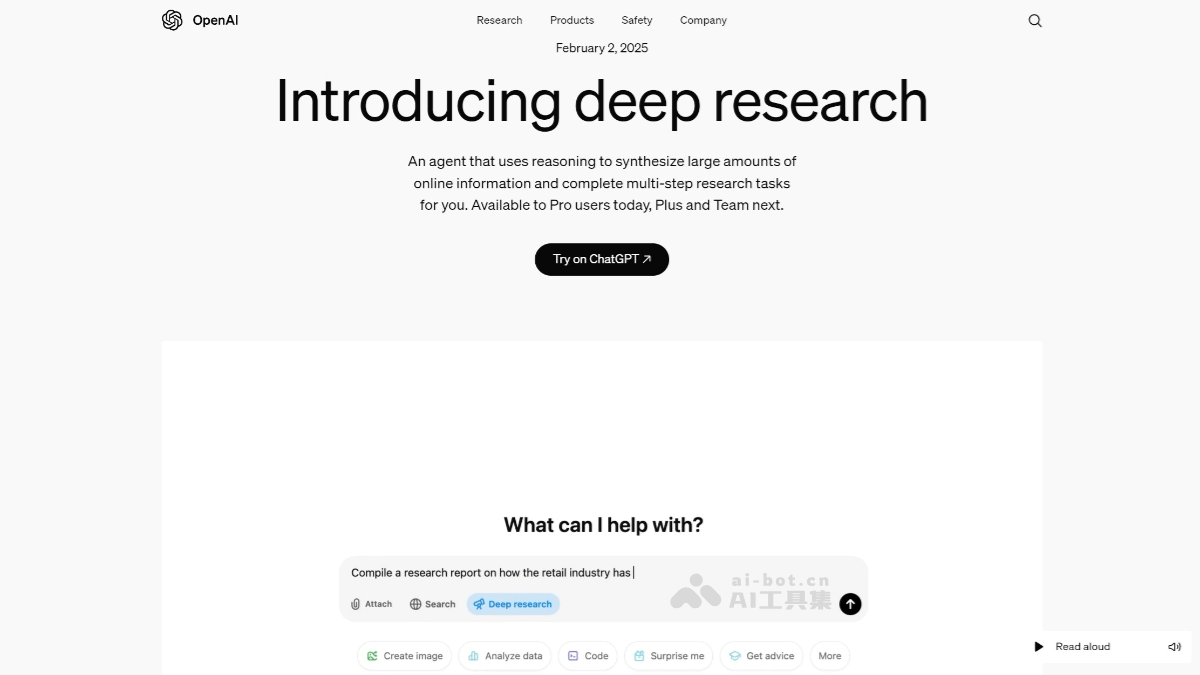 OpenAI
Research Products Safety Company
February 2, 2025
Introducing deep research
An agent that uses reasoning to synthesize large amounts of
online information and complete multi-step research tasks
for you. Available to Pro users today, Plus and Team next.
Try on ChatGPT ↗
What can I help with?
Compile a research report on how the retail industry has
Attach Search Deep research
ai-bot.cn
AI工具集
Create image Analyze data Code Surprise me Get advice More
Read aloud